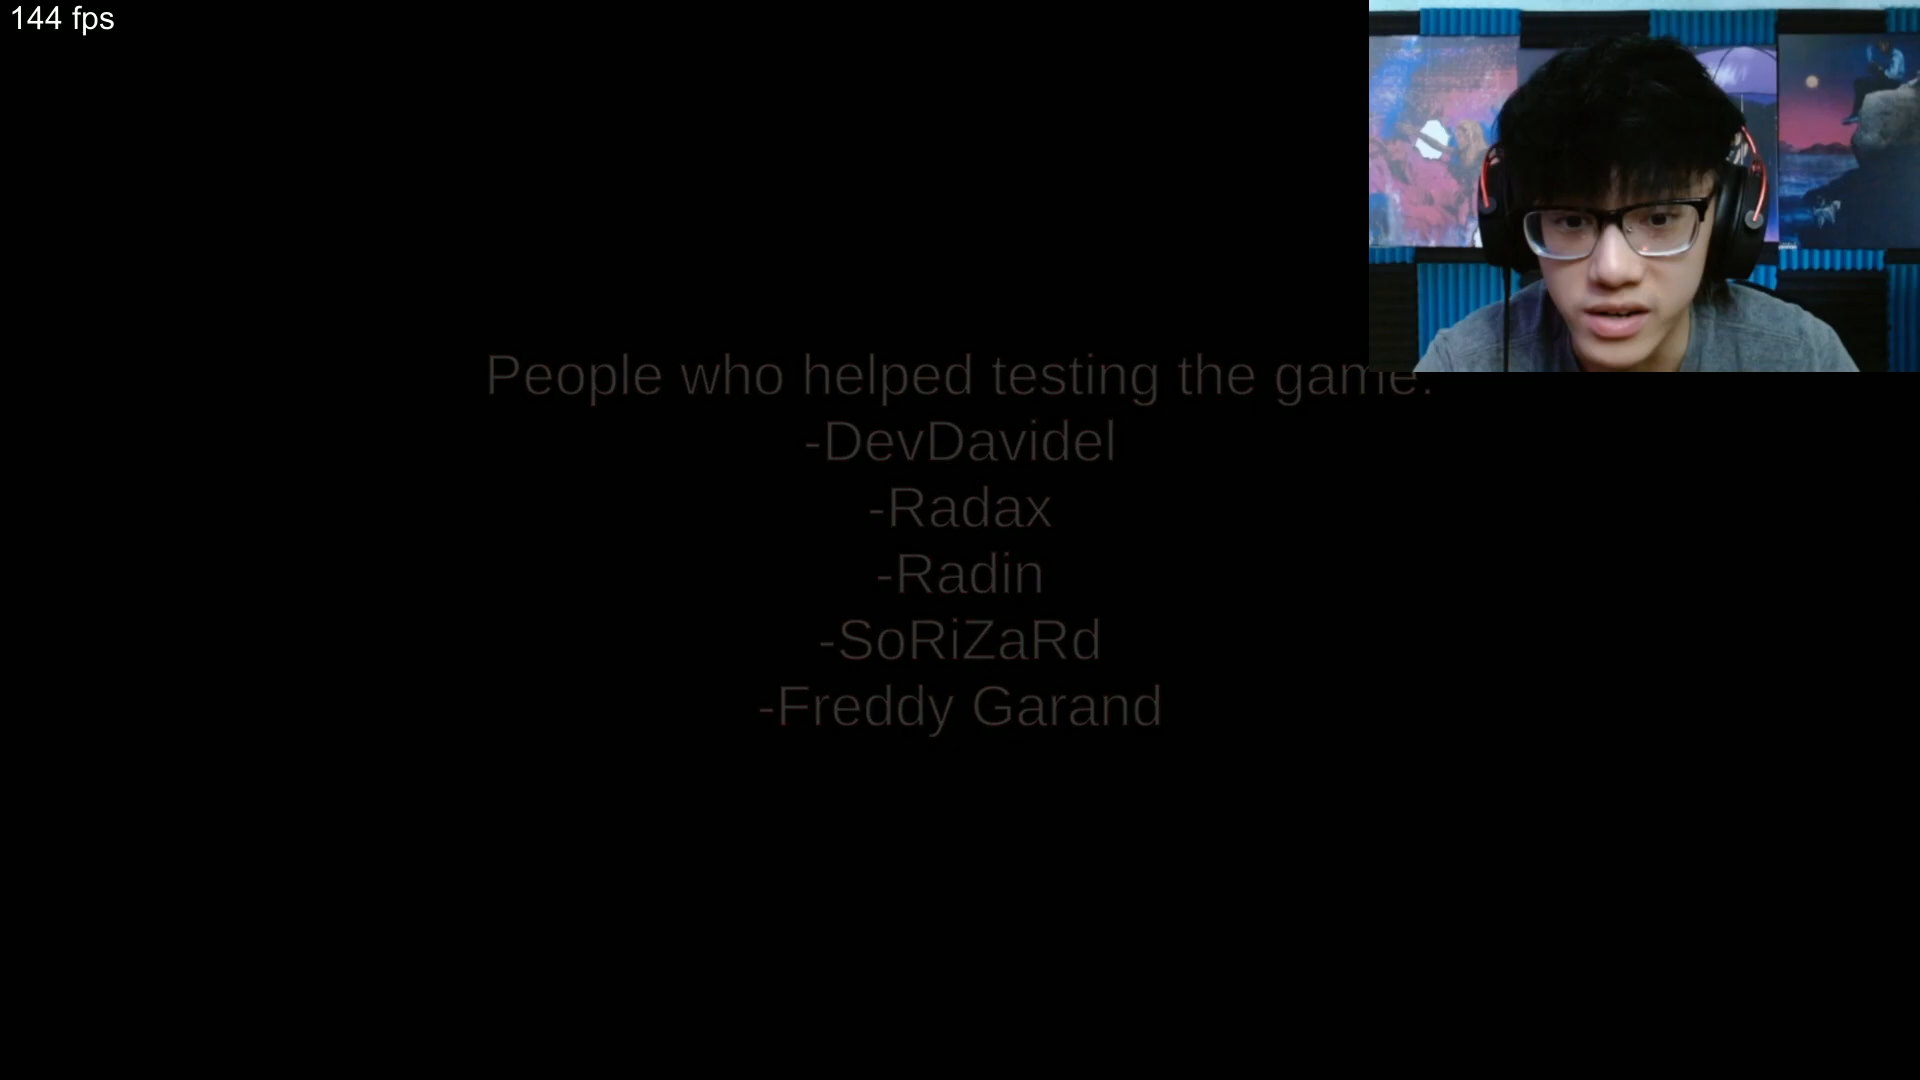 144 fps
People who helped testing the game:
-DevDavidel
-Radax
-Radin
-SoRiZaRd
-Freddy Garand